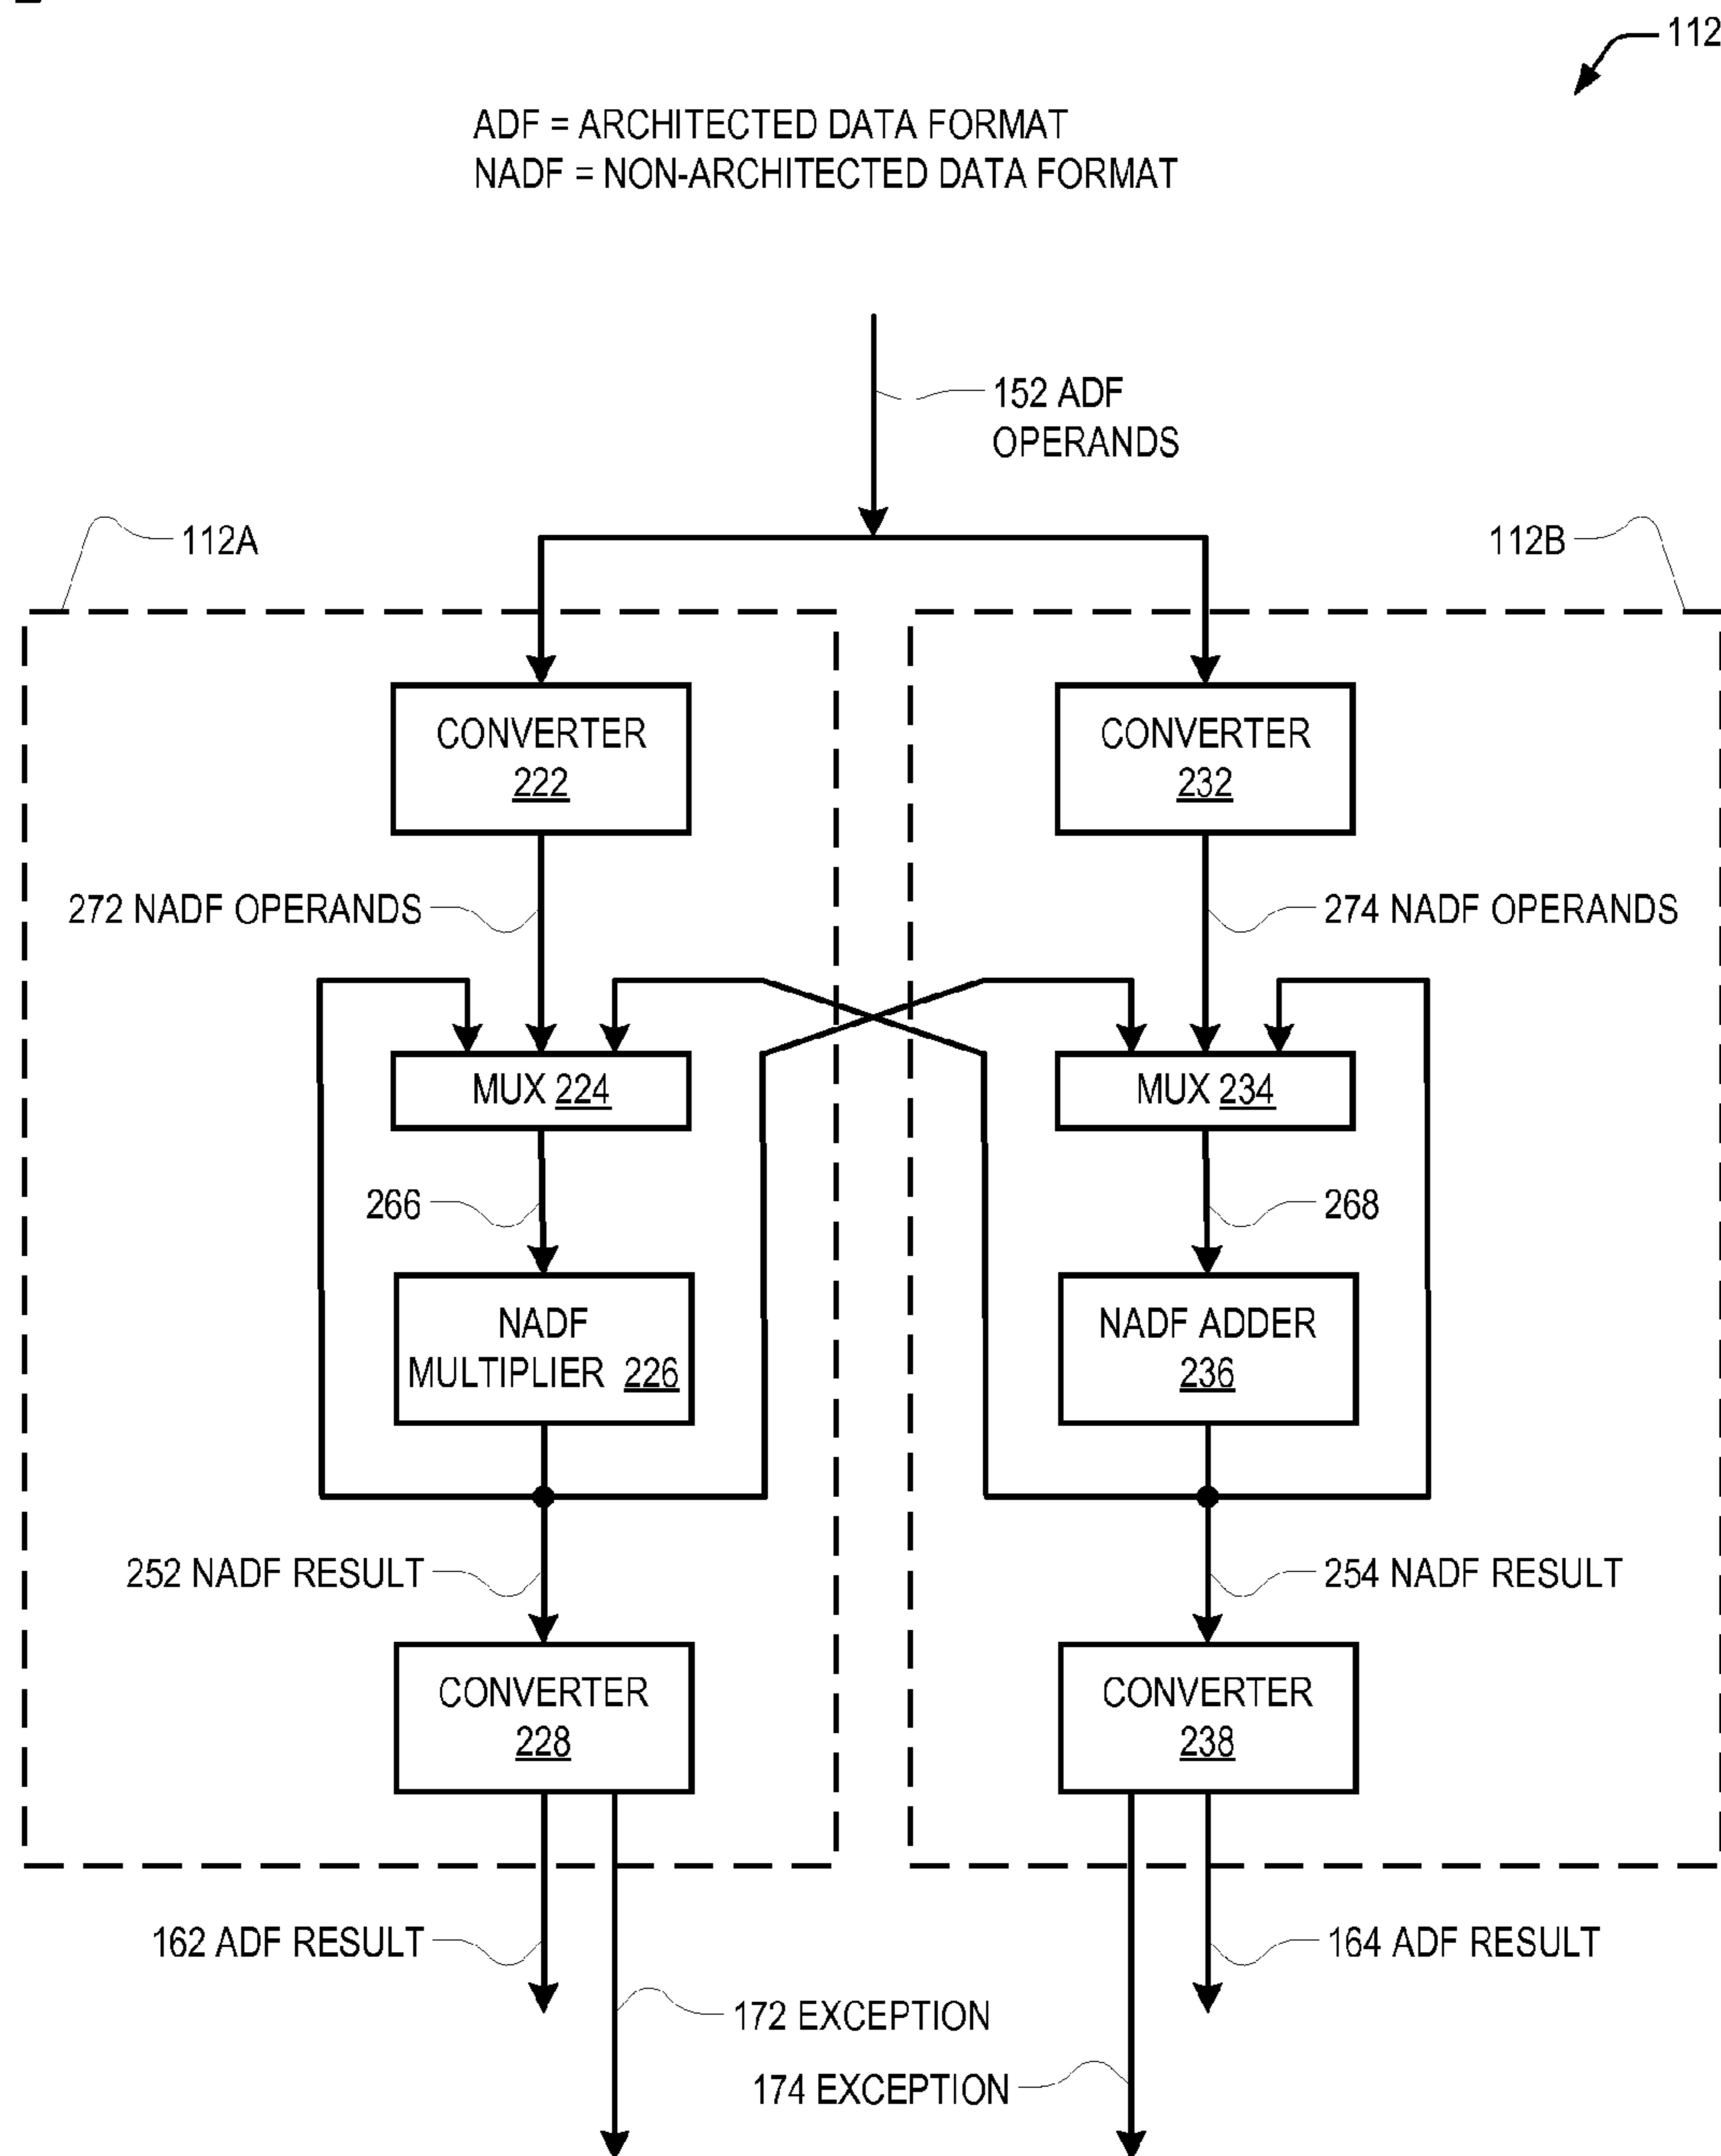 112
ADF = ARCHITECTED DATA FORMAT
NADF = NON-ARCHITECTED DATA FORMAT
152 ADF
OPERANDS
112A
112B
CONVERTER
222
CONVERTER
232
272 NADF OPERANDS
274 NADF OPERANDS
MUX 224
MUX 234
266
268
NADF
MULTIPLIER 226
NADF ADDER
236
252 NADF RESULT
254 NADF RESULT
CONVERTER
228
CONVERTER
238
162 ADF RESULT
164 ADF RESULT
172 EXCEPTION
174 EXCEPTION